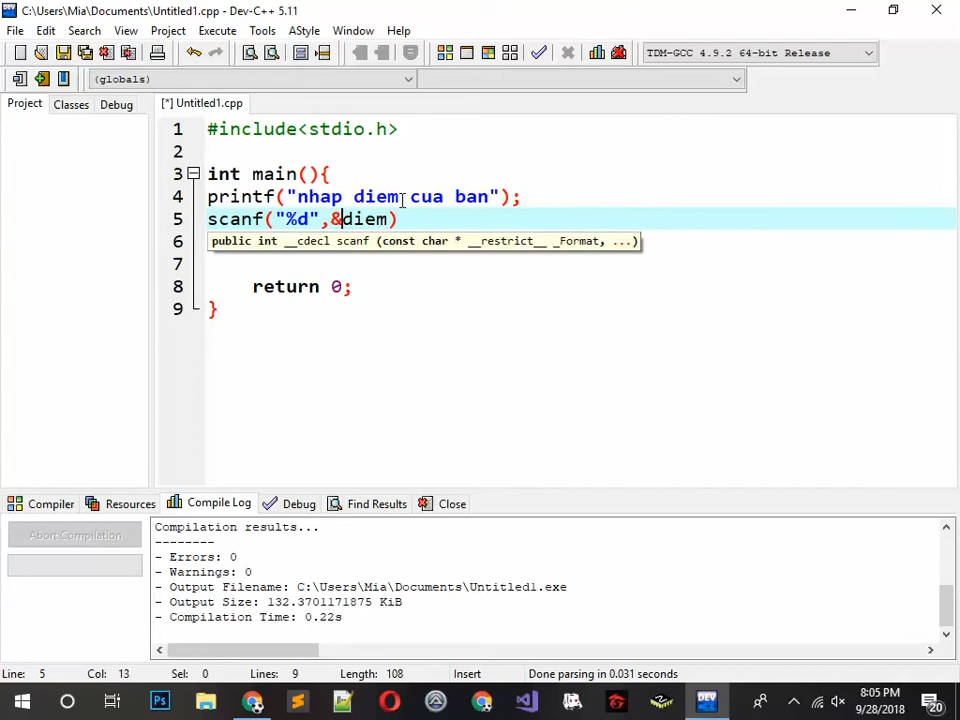 C:\Users\Mia\Documents\Untitled1.cpp - Dev-C++ 5.11
File Edit Search View Project Execute Tools AStyle Window Help
TDM-GCC 4.9.2 64-bit Release
(globals)
Project Classes Debug
[*] Untitled1.cpp
1 #include<stdio.h>
2
3 int main(){
4 printf("nhap diem cua ban");
5 scanf("%d",&diem)
6 public int __cdecl scanf (const char * __restrict__ _Format, ...)
7
8 return 0;
9 }
Compiler Resources Compile Log Debug Find Results Close
Abort Compilation
Compilation results...
--------
- Errors: 0
- Warnings: 0
- Output Filename: C:\Users\Mia\Documents\Untitled1.exe
- Output Size: 132.3701171875 KiB
- Compilation Time: 0.22s
Line: 5 Col: 13 Sel: 0 Lines: 9 Length: 108 Insert Done parsing in 0.031 seconds
Ps
DEV
8:05 PM
9/28/2018
20